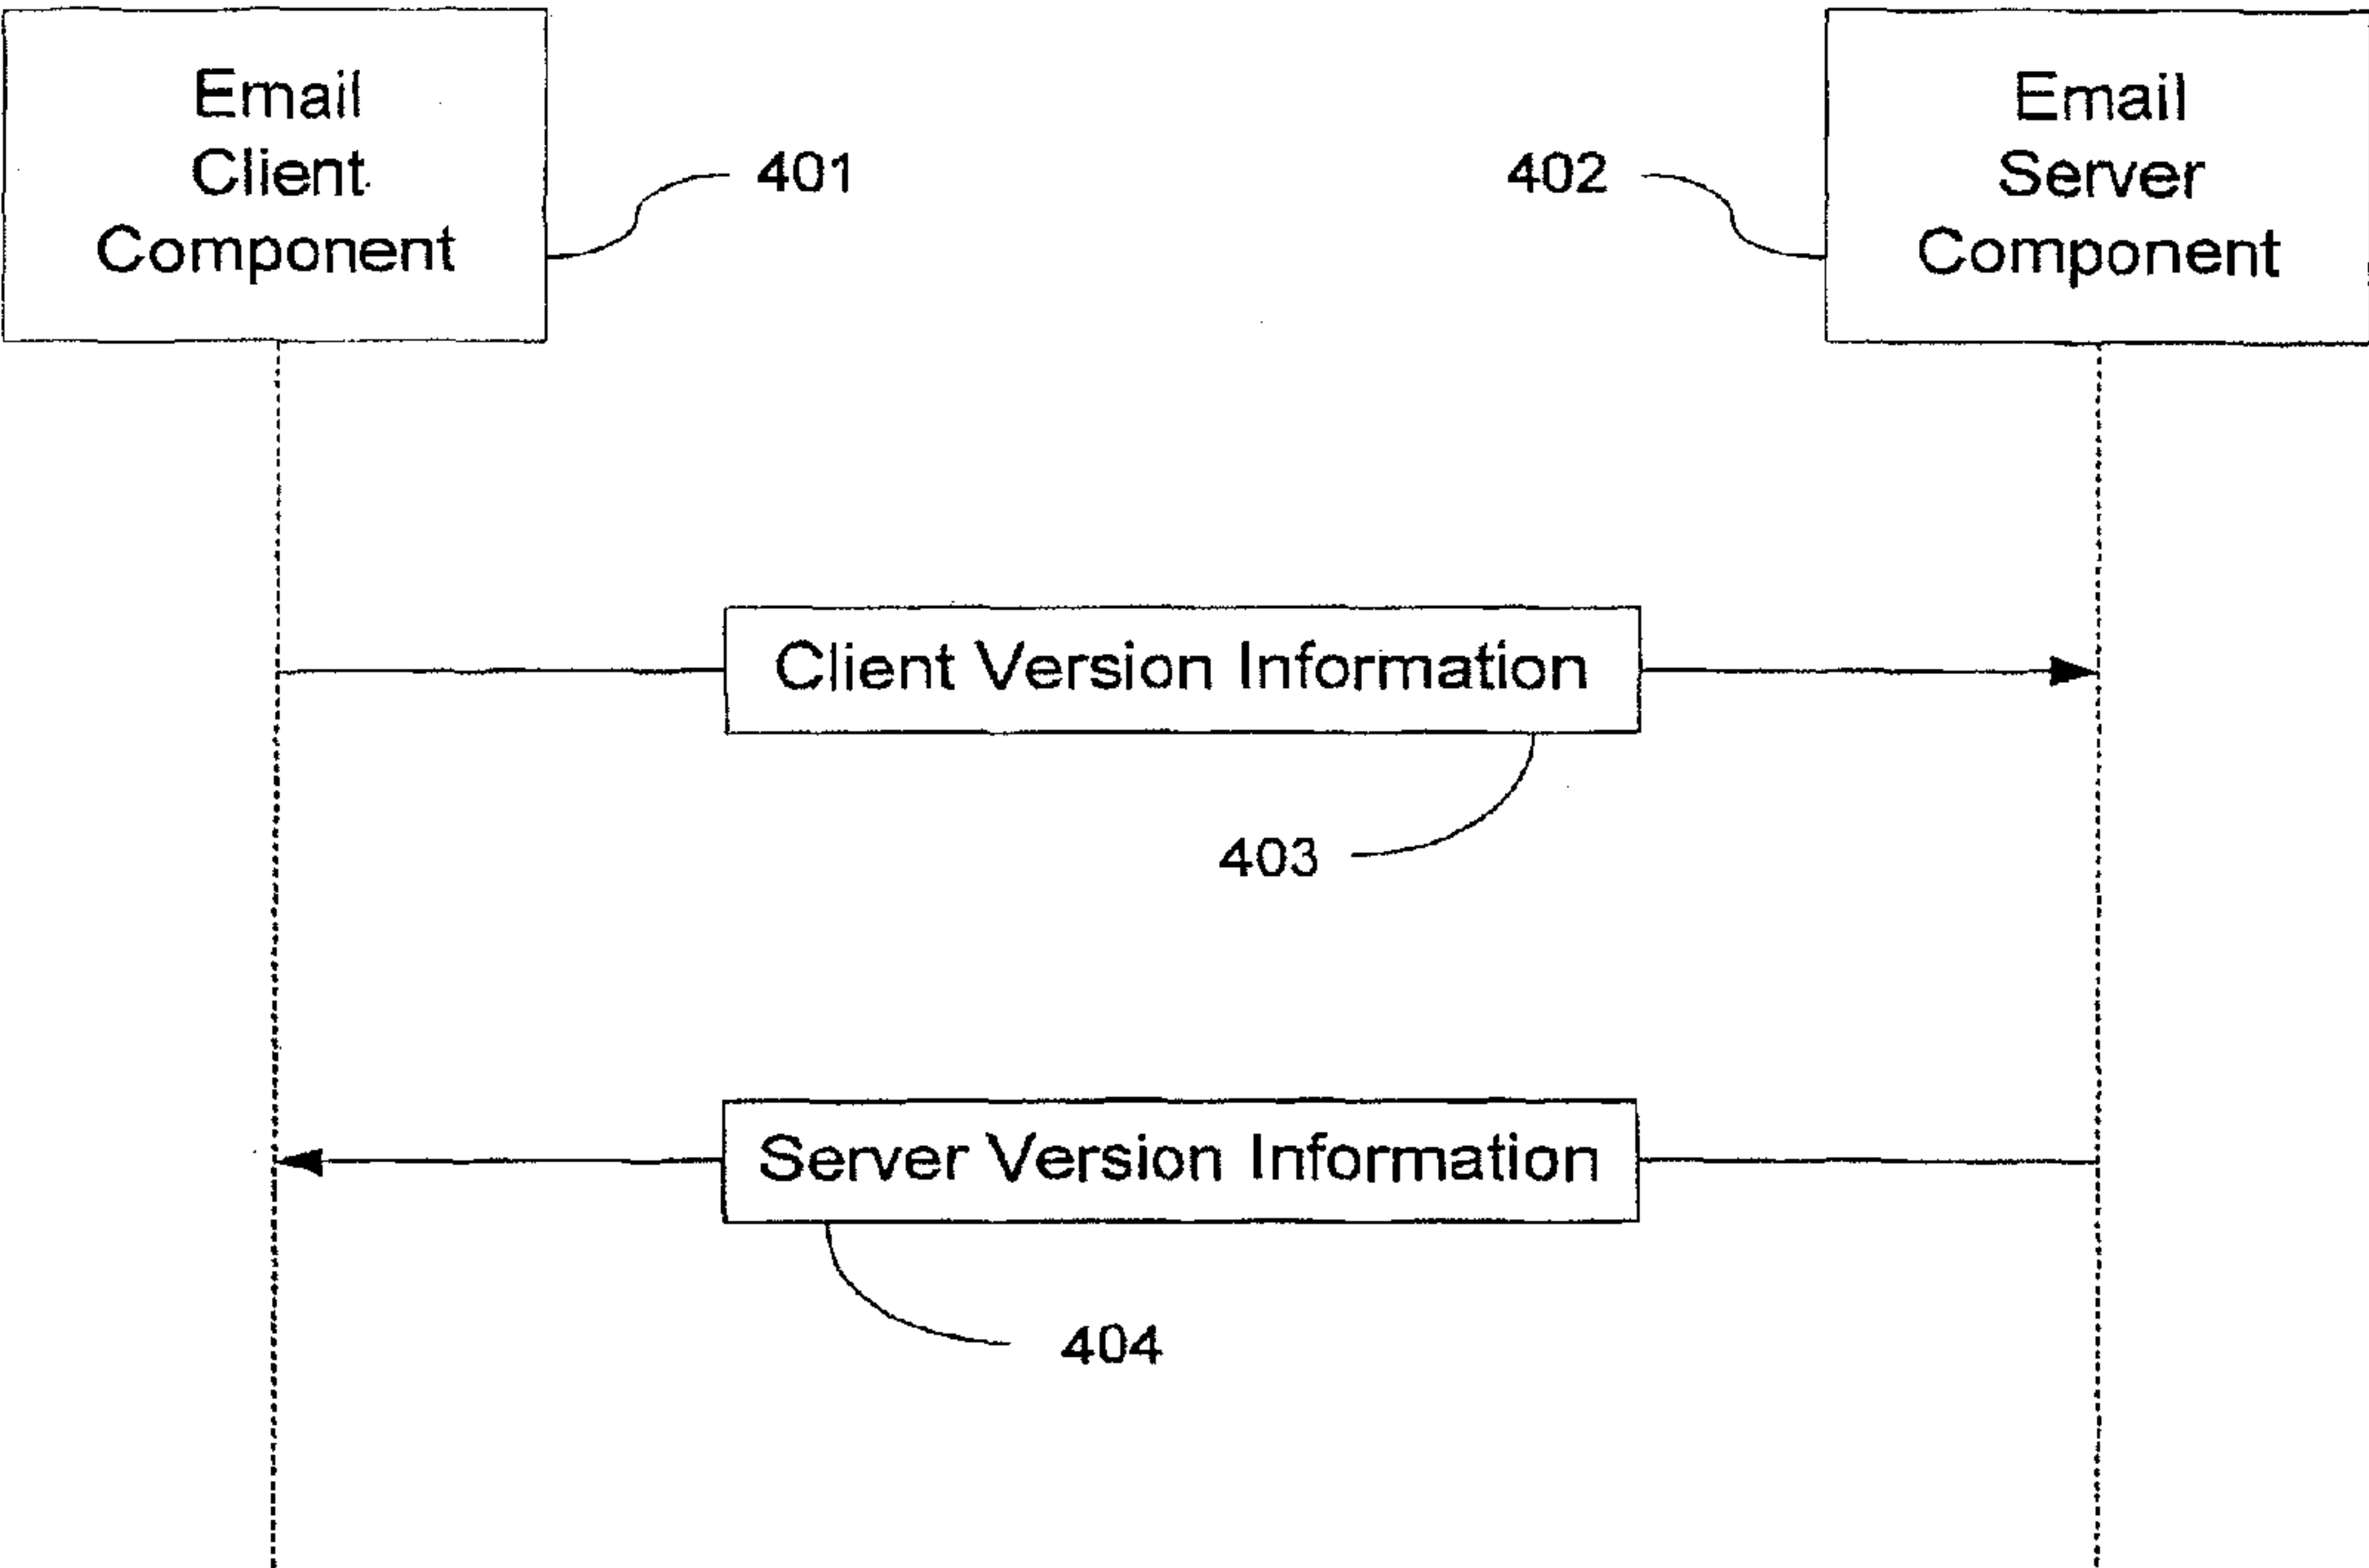 Email
Client
Component
401
402
Email
Server
Component
Client Version Information
403
Server Version Information
404